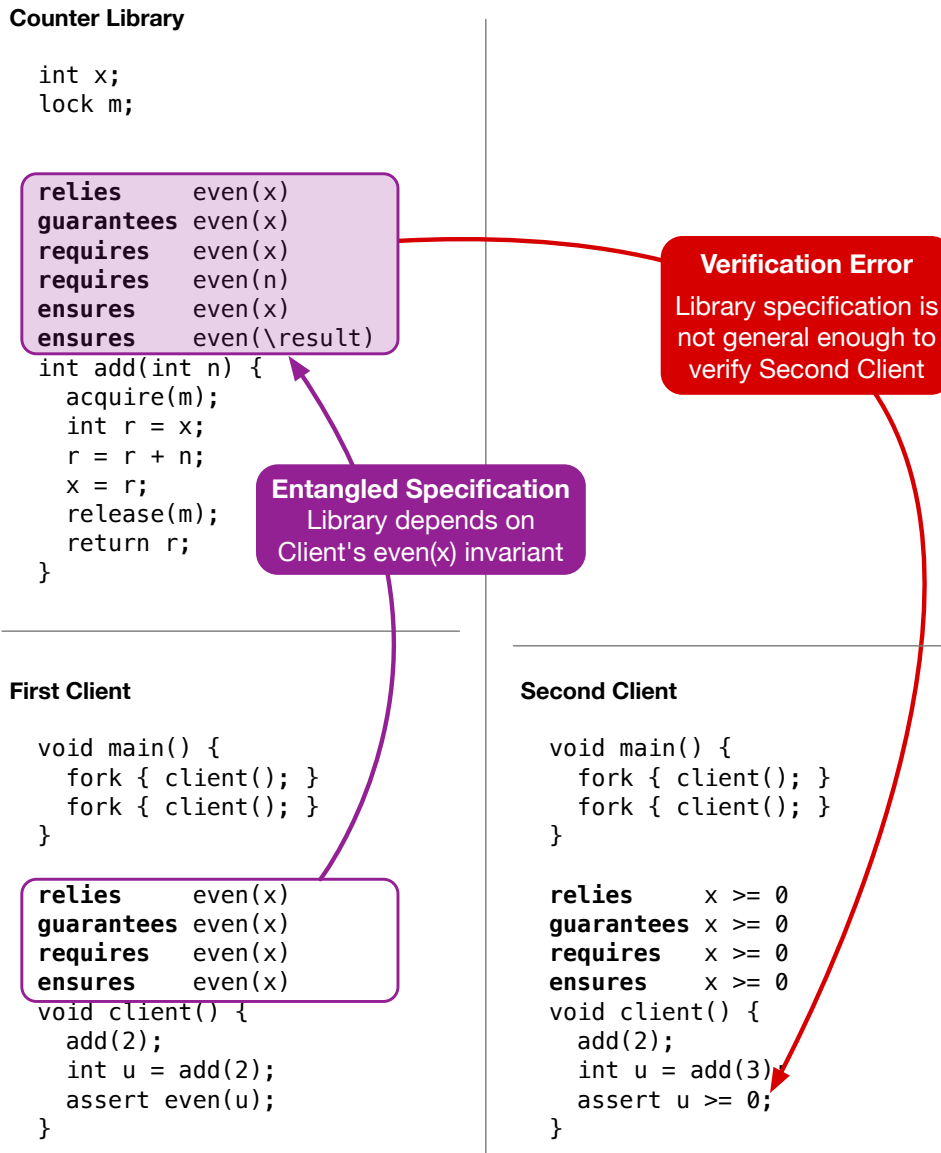 Counter Library
int x;
lock m;
relies even(x)
guarantees even(x)
requires even(x)
requires even(n)
ensures even(x)
ensures even(\result)
int add(int n) {
acquire(m);
int r = x;
r = r + n;
x = r;
release(m);
return r;
}
Verification Error
Library specification is
not general enough to
verify Second Client
Entangled Specification
Library depends on
Client's even(x) invariant
First Client
void main() {
fork { client(); }
fork { client(); }
}
relies even(x)
guarantees even(x)
requires even(x)
ensures even(x)
void client() {
add(2);
int u = add(2);
assert even(u);
}
Second Client
void main() {
fork { client(); }
fork { client(); }
}
relies x >= 0
guarantees x >= 0
requires x >= 0
ensures x >= 0
void client() {
add(2);
int u = add(3);
assert u >= 0;
}